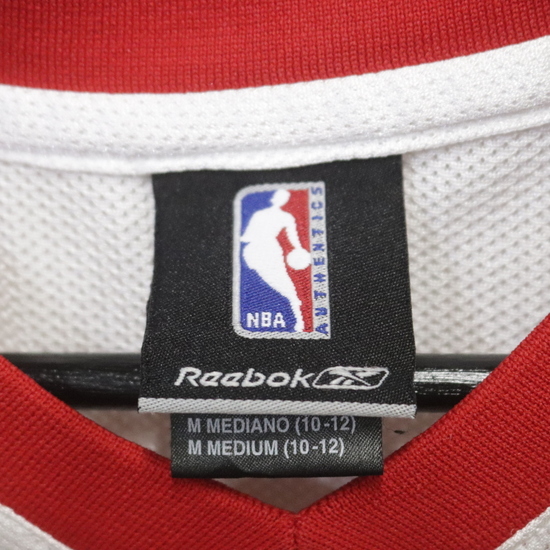 NBA
AUTHENTICS
Reebok
M MEDIANO (10-12)
M MEDIUM (10-12)